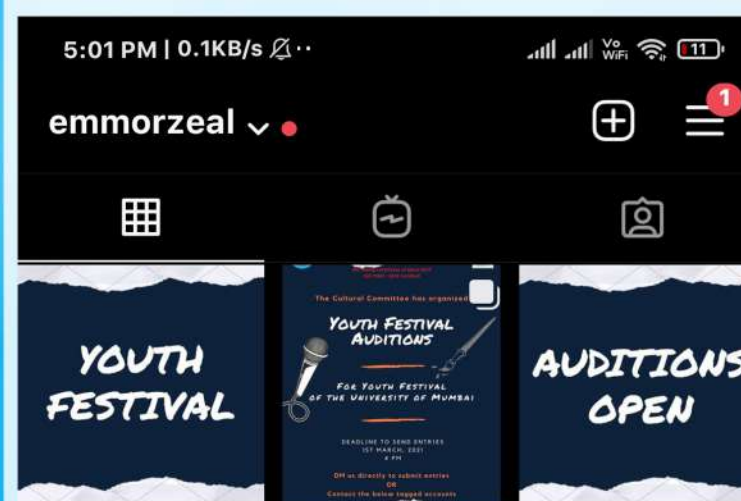 5:01 PM | 0.1KB/s
Vo
WiFi
11
emmorzeal
1
YOUTH
FESTIVAL
The Cultural Committee has organized
YOUTH FESTIVAL
AUDITIONS
FOR YOUTH FESTIVAL
OF THE UNIVERSITY OF MUMBAI
DEADLINE TO SEND ENTRIES
1ST MARCH, 2021
4 PM
DM us directly to submit entries
OR
Contact the below tagged accounts
AUDITIONS
OPEN